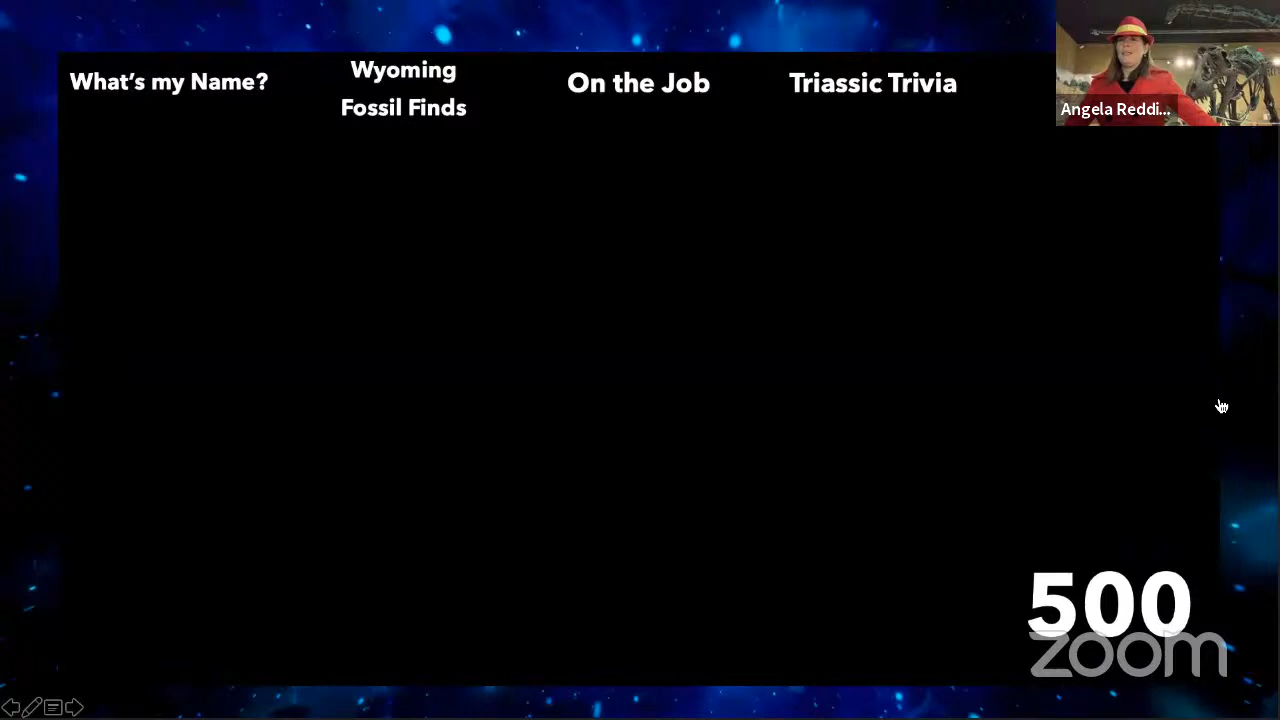 What's my Name?
Wyoming
Fossil Finds
On the Job
Triassic Trivia
Angela Reddi...
500
zoom